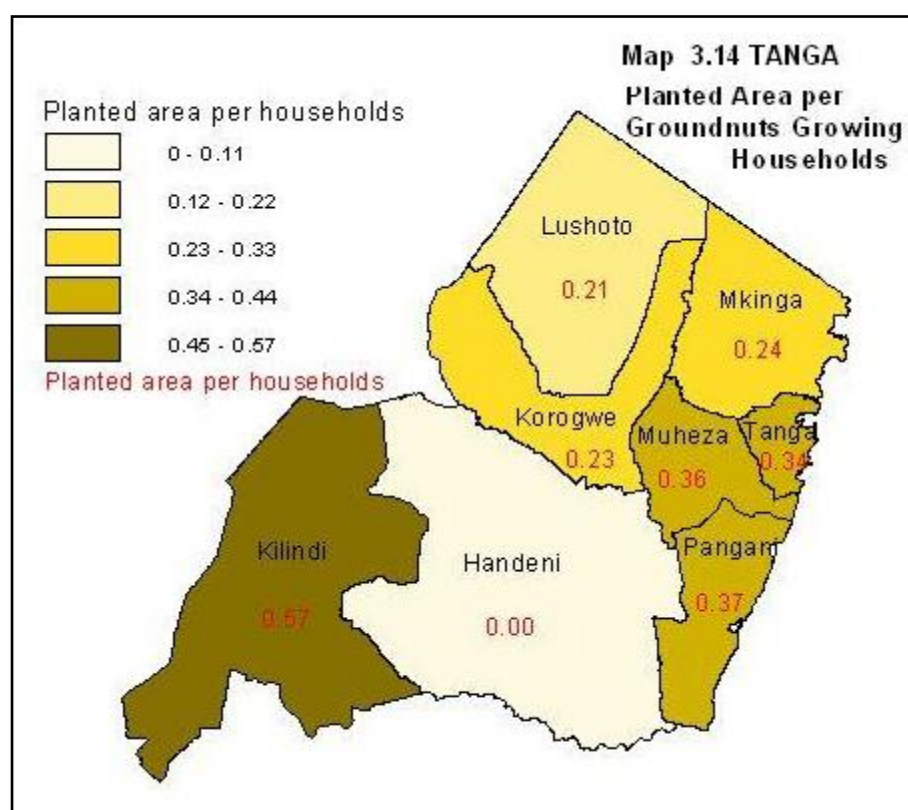 Map 3.14 TANGA
Planted Area per
Groundnuts Growing
Households
Planted area per households
0 - 0.11
0.12 - 0.22
0.23 - 0.33
0.34 - 0.44
0.45 - 0.57
Planted area per households
Lushoto
0.21
Mkinga
0.24
Korogwe
0.23
Muheza
0.36
Tanga
0.34
Kilindi
0.57
Handeni
0.00
Pangani
0.37